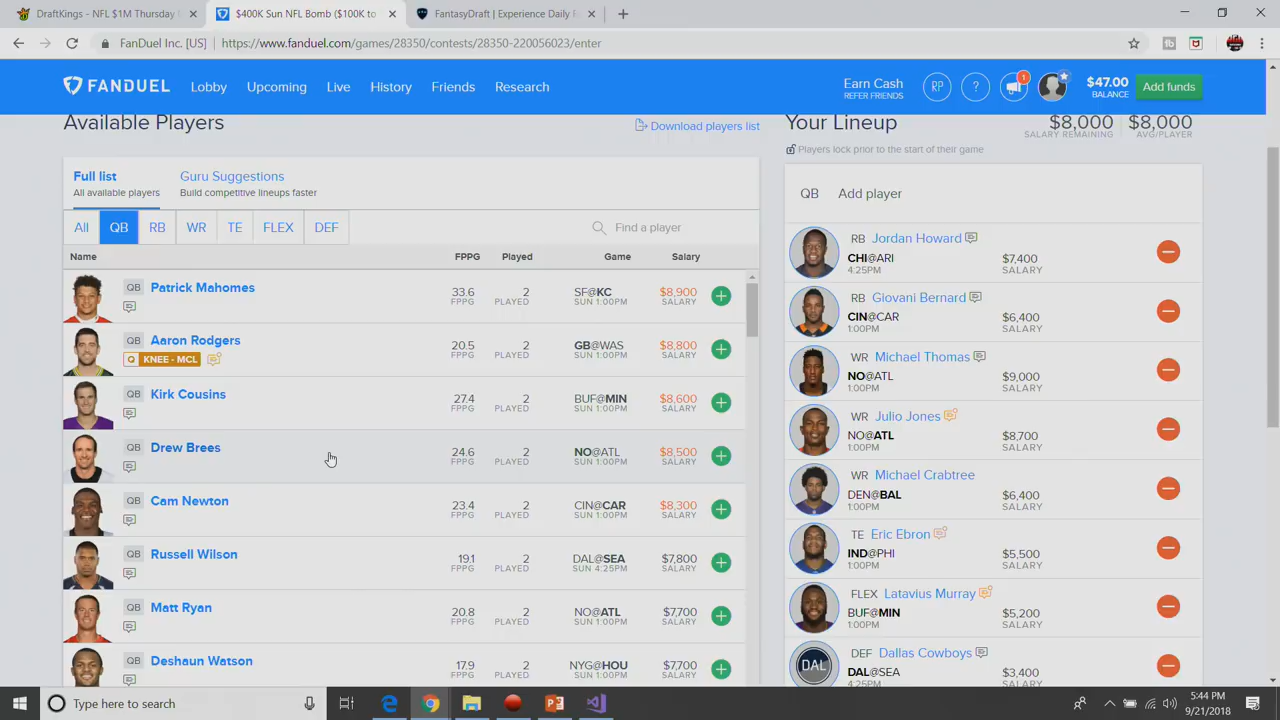 DraftKings - NFL $1M Thursday
$400K Sun NFL Bomb ($100K to
FantasyDraft | Experience Daily
FanDuel Inc. [US] | https://www.fanduel.com/games/28350/contests/28350-220056023/enter
FANDUEL Lobby Upcoming Live History Friends Research
Earn Cash
REFER FRIENDS
RP
?
1
$47.00
BALANCE
Add funds
Available Players
Download players list
Full list
All available players
Guru Suggestions
Build competitive lineups faster
All QB RB WR TE FLEX DEF
Find a player
Name FPPG Played Game Salary
QB Patrick Mahomes 33.6 2 SF@KC $8,900
FPPG PLAYED SUN 1:00PM SALARY
QB Aaron Rodgers 20.5 2 GB@WAS $8,800
Q KNEE - MCL FPPG PLAYED SUN 1:00PM SALARY
QB Kirk Cousins 27.4 2 BUF@MIN $8,600
FPPG PLAYED SUN 1:00PM SALARY
QB Drew Brees 24.6 2 NO@ATL $8,500
FPPG PLAYED SUN 1:00PM SALARY
QB Cam Newton 23.4 2 CIN@CAR $8,300
FPPG PLAYED SUN 1:00PM SALARY
QB Russell Wilson 19.1 2 DAL@SEA $7,800
FPPG PLAYED SUN 4:25PM SALARY
QB Matt Ryan 20.8 2 NO@ATL $7,700
FPPG PLAYED SUN 1:00PM SALARY
QB Deshaun Watson 17.9 2 NYG@HOU $7,700
FPPG PLAYED SUN 1:00PM SALARY
Your Lineup
$8,000 $8,000
SALARY REMAINING AVG/PLAYER
Players lock prior to the start of their game
QB Add player
RB Jordan Howard
CHI@ARI $7,400
4:25PM SALARY
RB Giovani Bernard
CIN@CAR $6,400
1:00PM SALARY
WR Michael Thomas
NO@ATL $9,000
1:00PM SALARY
WR Julio Jones
NO@ATL $8,700
1:00PM SALARY
WR Michael Crabtree
DEN@BAL $6,400
1:00PM SALARY
TE Eric Ebron
IND@PHI $5,500
1:00PM SALARY
FLEX Latavius Murray
BUF@MIN $5,200
1:00PM SALARY
DAL
DEF Dallas Cowboys
DAL@SEA $3,400
4:25PM SALARY
Type here to search
5:44 PM
9/21/2018